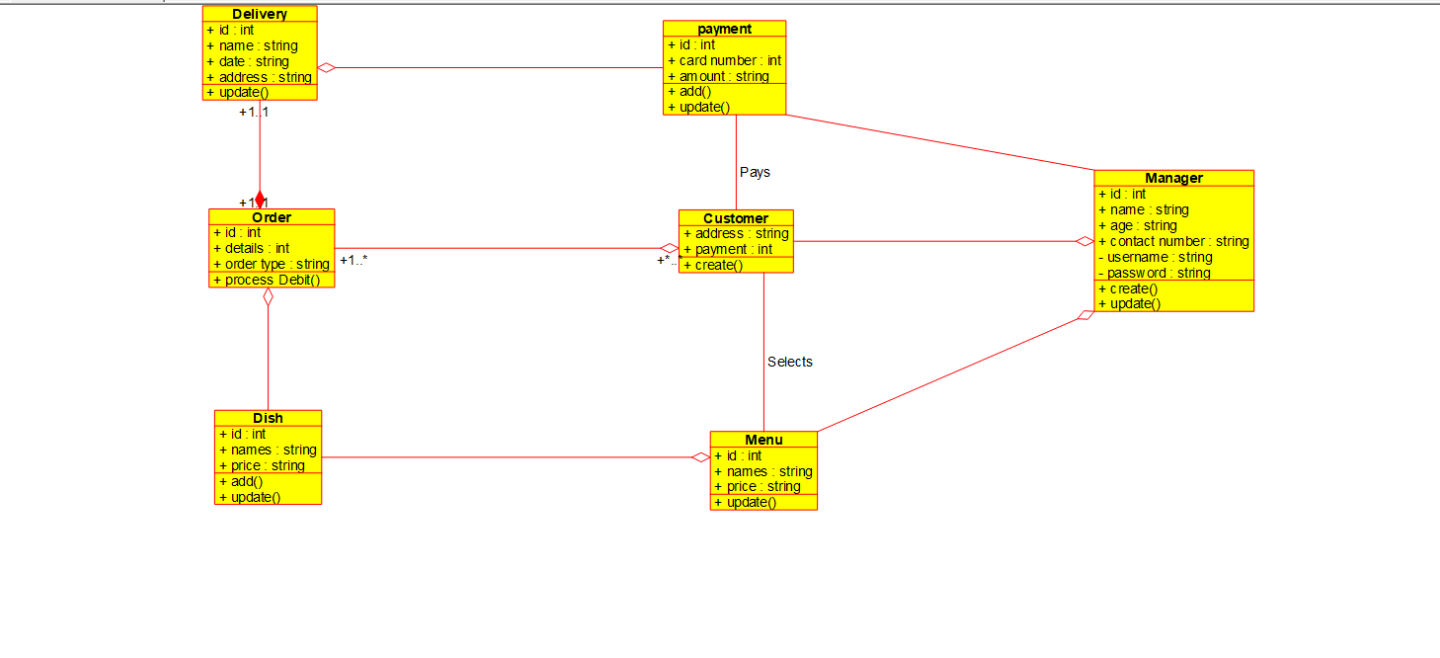 Delivery
+ id : int
+ name : string
+ date : string
+ address : string
+ update()
+1..1
payment
+ id : int
+ card number : int
+ amount : string
+ add()
+ update()
Pays
Manager
+ id : int
+ name : string
+ age : string
+ contact number : string
- username : string
- password : string
+ create()
+ update()
Order
+ id : int
+ details : int
+ order type : string
+ process Debit()
+1..*
Customer
+ address : string
+ payment : int
+ create()
Selects
Dish
+ id : int
+ names : string
+ price : string
+ add()
+ update()
Menu
+ id : int
+ names : string
+ price : string
+ update()